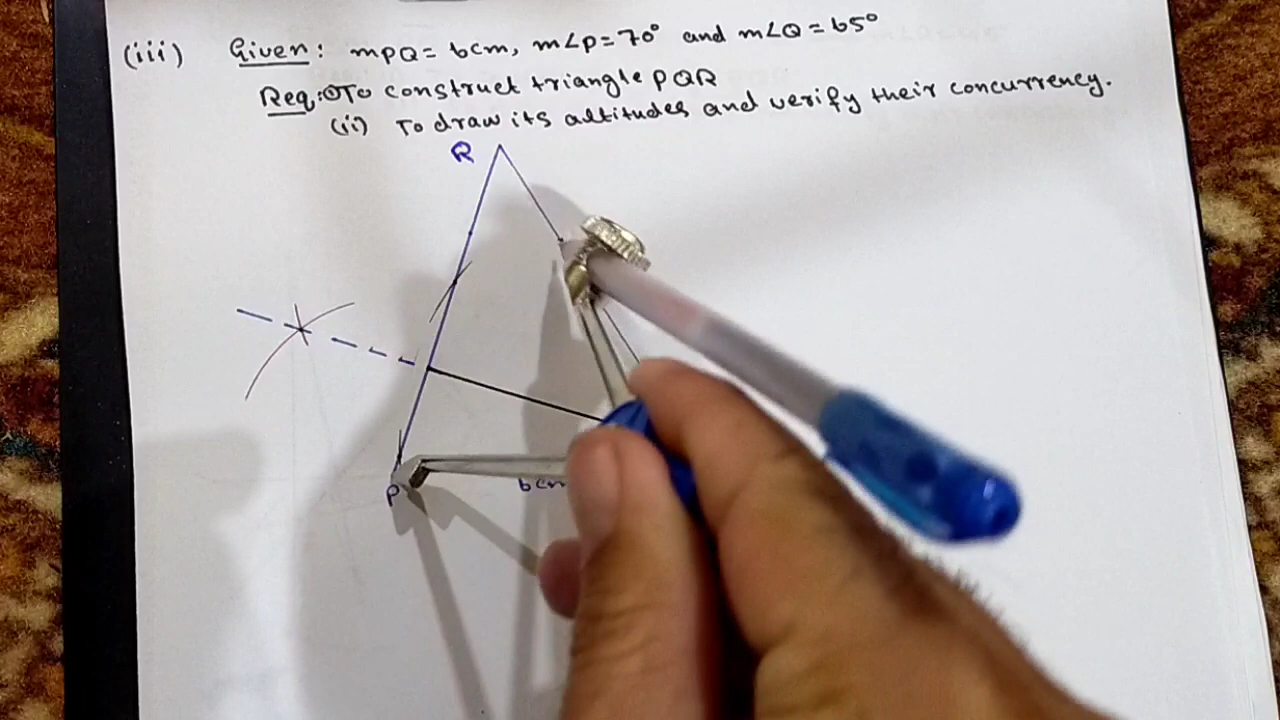 (iii) Given: mPQ = 6cm, m∠P=70° and m∠Q = 65°
Req:①To construct triangle PQR
(ii) To draw its altitudes and verify their concurrency.
R
P
6cm